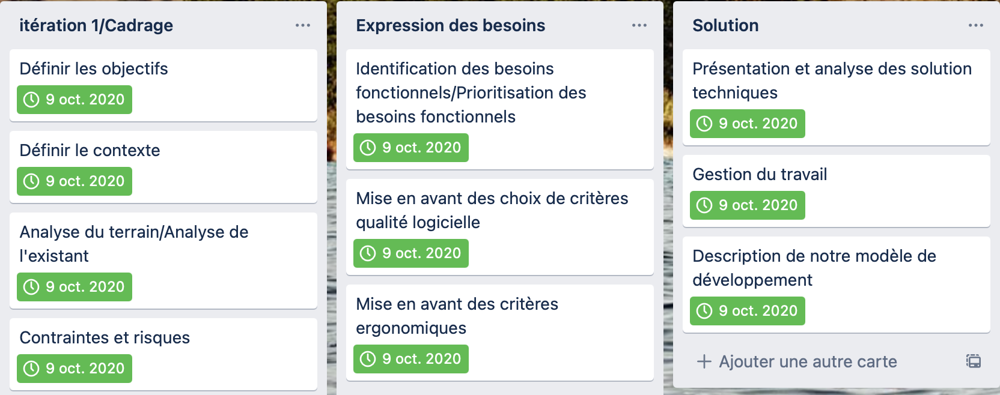 itération 1/Cadrage
Définir les objectifs
9 oct. 2020
Définir le contexte
9 oct. 2020
Analyse du terrain/Analyse de
l'existant
9 oct. 2020
Contraintes et risques
9 oct. 2020
Expression des besoins
Identification des besoins
fonctionnels/Prioritisation des
besoins fonctionnels
9 oct. 2020
Mise en avant des choix de critères
qualité logicielle
9 oct. 2020
Mise en avant des critères
ergonomiques
9 oct. 2020
Solution
Présentation et analyse des solution
techniques
9 oct. 2020
Gestion du travail
9 oct. 2020
Description de notre modèle de
développement
9 oct. 2020
+ Ajouter une autre carte